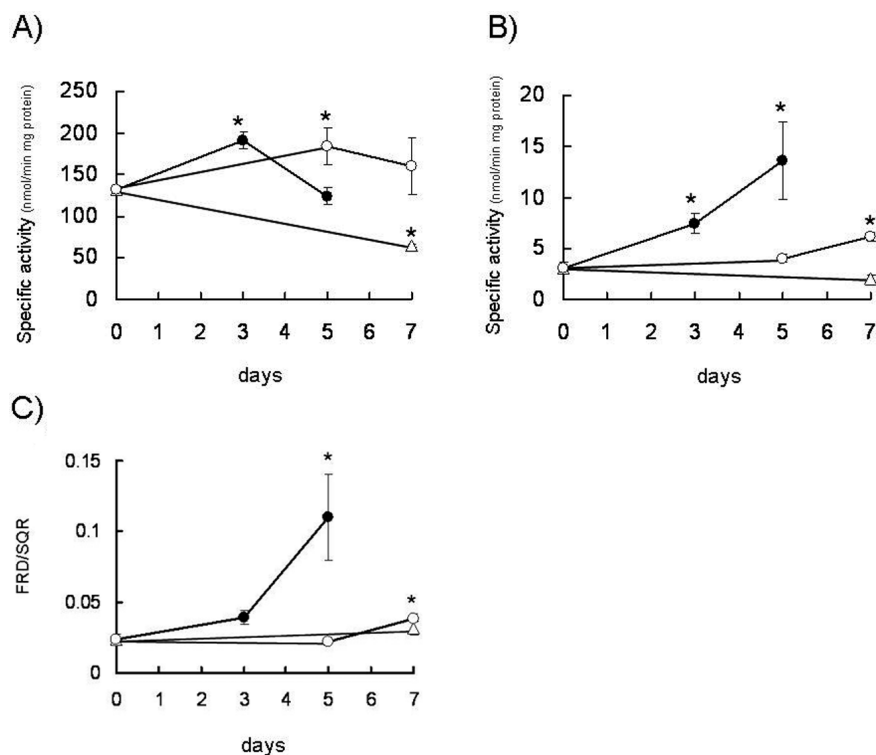 A)
Specific activity (nmol/min mg protein)
250
200
150
100
50
0
0 1 2 3 4 5 6 7
days
*
*
*
B)
Specific activity (nmol/min mg protein)
20
15
10
5
0
0 1 2 3 4 5 6 7
days
*
*
*
C)
FRD/SQR
0.15
0.1
0.05
0
0 1 2 3 4 5 6 7
days
*
*